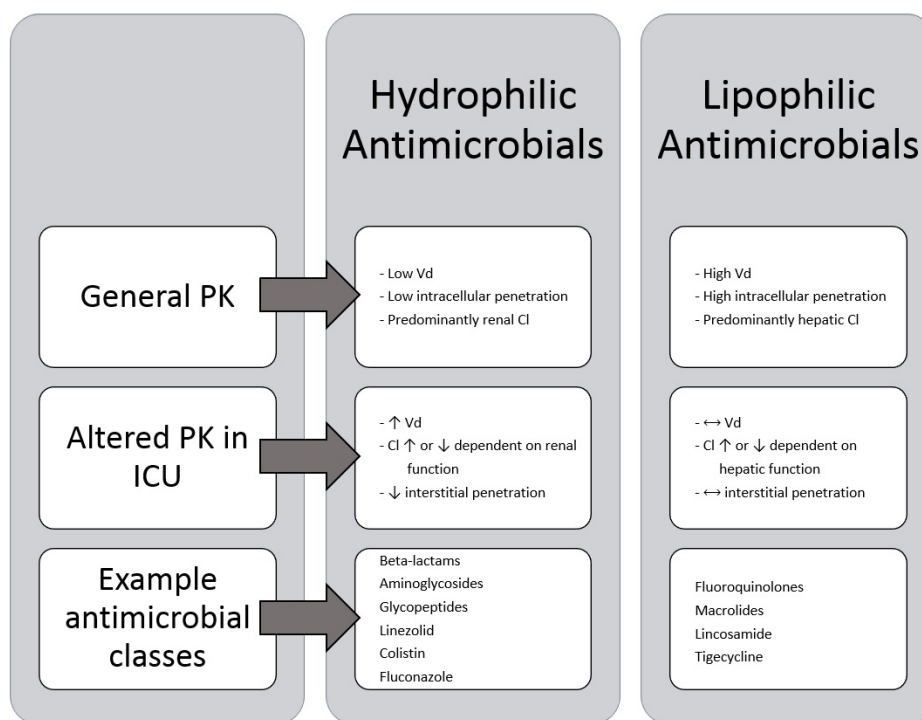 Hydrophilic
Antimicrobials
Lipophilic
Antimicrobials
General PK
- Low Vd
- Low intracellular penetration
- Predominantly renal Cl
- High Vd
- High intracellular penetration
- Predominantly hepatic Cl
Altered PK in
ICU
- ↑ Vd
- Cl ↑ or ↓ dependent on renal
function
- ↓ interstitial penetration
- ↔ Vd
- Cl ↑ or ↓ dependent on
hepatic function
- ↔ interstitial penetration
Example
antimicrobial
classes
Beta-lactams
Aminoglycosides
Glycopeptides
Linezolid
Colistin
Fluconazole
Fluoroquinolones
Macrolides
Lincosamide
Tigecycline